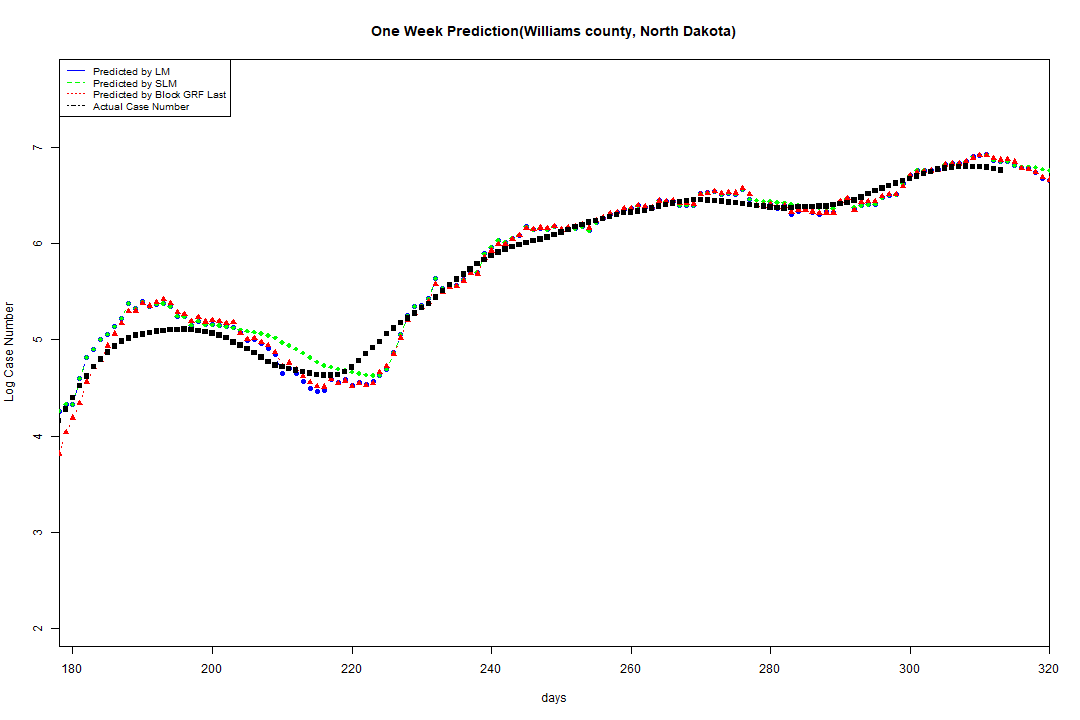 One Week Prediction(Williams county, North Dakota)
Predicted by LM
Predicted by SLM
Predicted by Block GRF Last
Actual Case Number
7
6
5
4
3
2
Log Case Number
180 200 220 240 260 280 300 320
days